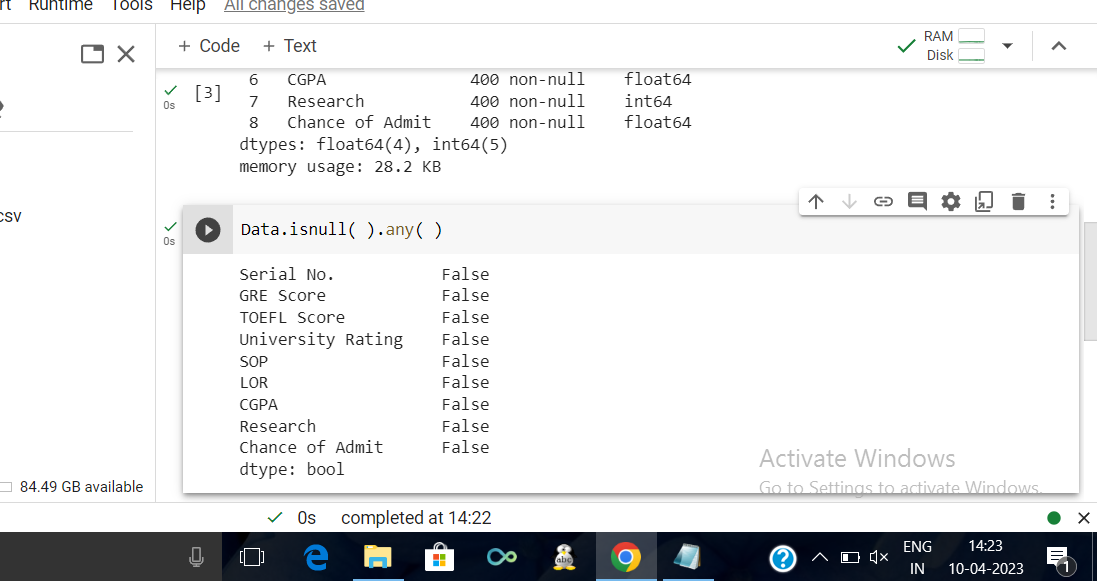 rt Runtime Tools Help All changes saved
+ Code + Text
RAM
Disk
[3]
0s
6 CGPA 400 non-null float64
7 Research 400 non-null int64
8 Chance of Admit 400 non-null float64
dtypes: float64(4), int64(5)
memory usage: 28.2 KB
csv
0s
Data.isnull( ).any( )
Serial No. False
GRE Score False
TOEFL Score False
University Rating False
SOP False
LOR False
CGPA False
Research False
Chance of Admit False
dtype: bool
Activate Windows
Go to Settings to activate Windows.
84.49 GB available
0s completed at 14:22
abc
ENG
IN
14:23
10-04-2023
1